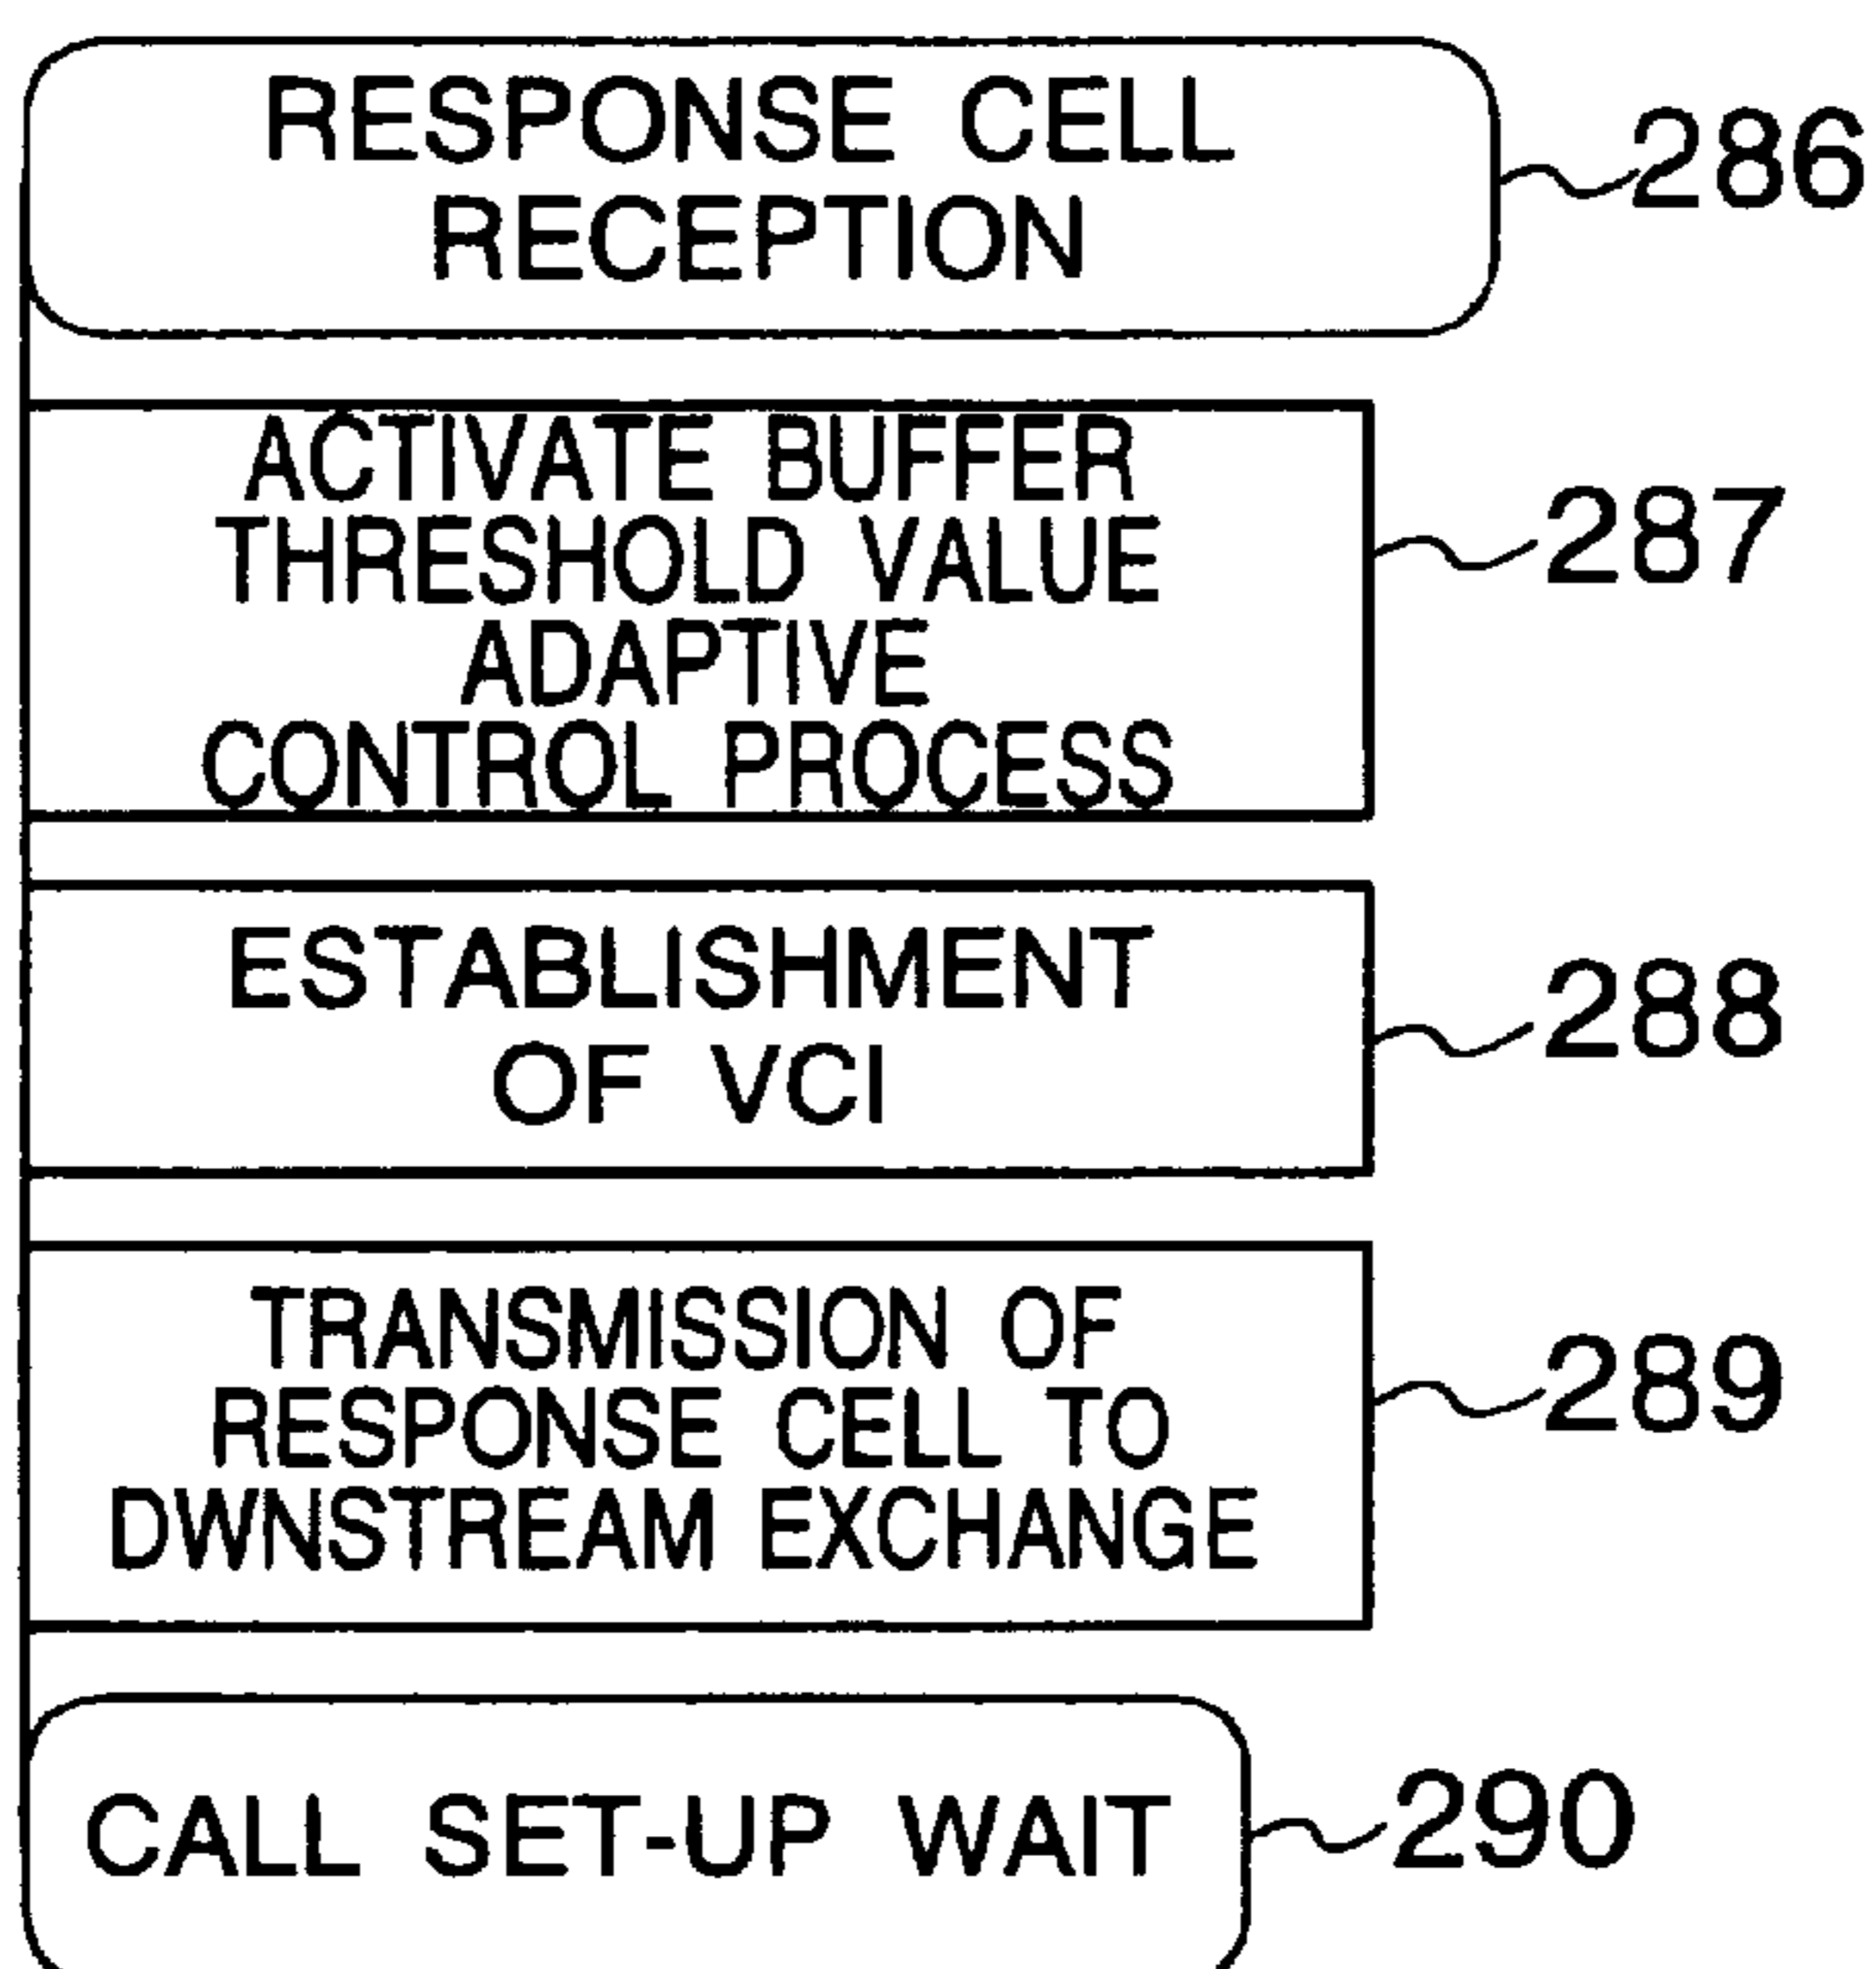 RESPONSE CELL
RECEPTION
286
ACTIVATE BUFFER
THRESHOLD VALUE
ADAPTIVE
CONTROL PROCESS
287
ESTABLISHMENT
OF VCI
288
TRANSMISSION OF
RESPONSE CELL TO
DWNSTREAM EXCHANGE
289
CALL SET-UP WAIT
290